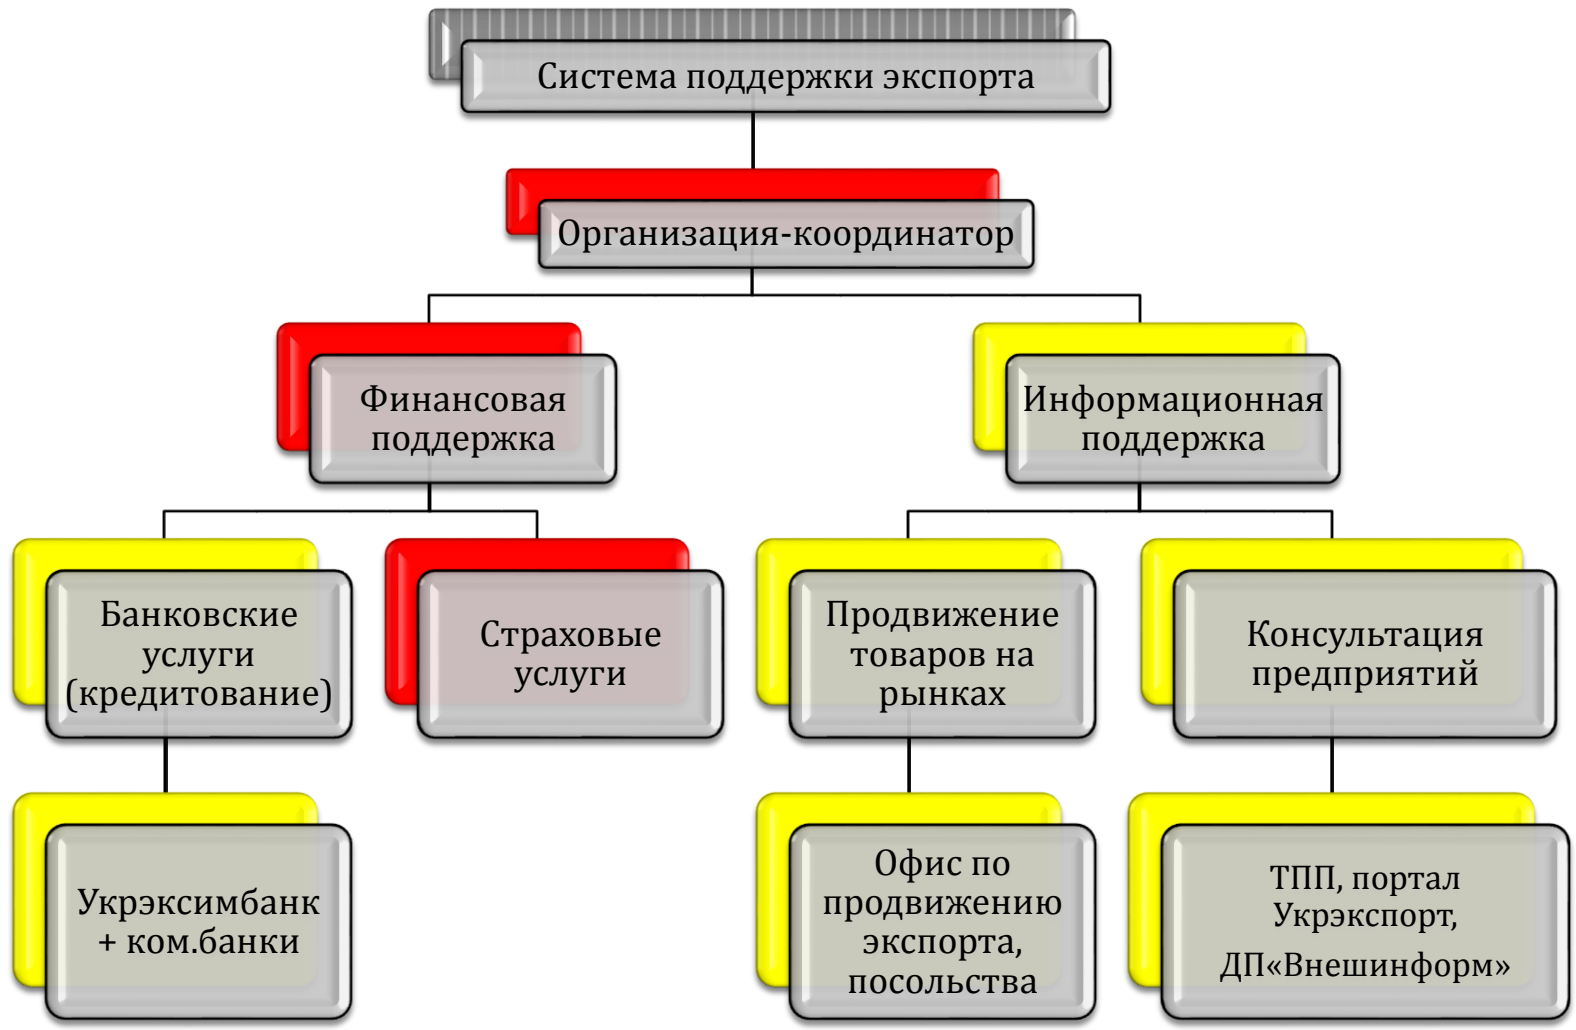 Система поддержки экспорта
Организация-координатор
Финансовая
поддержка
Информационная
поддержка
Банковские
услуги
(кредитование)
Страховые
услуги
Продвижение
товаров на
рынках
Консультация
предприятий
Укрэксимбанк
+ ком.банки
Офис по
продвижению
экспорта,
посольства
ТПП, портал
Укрэкспорт,
ДП«Внешинформ»